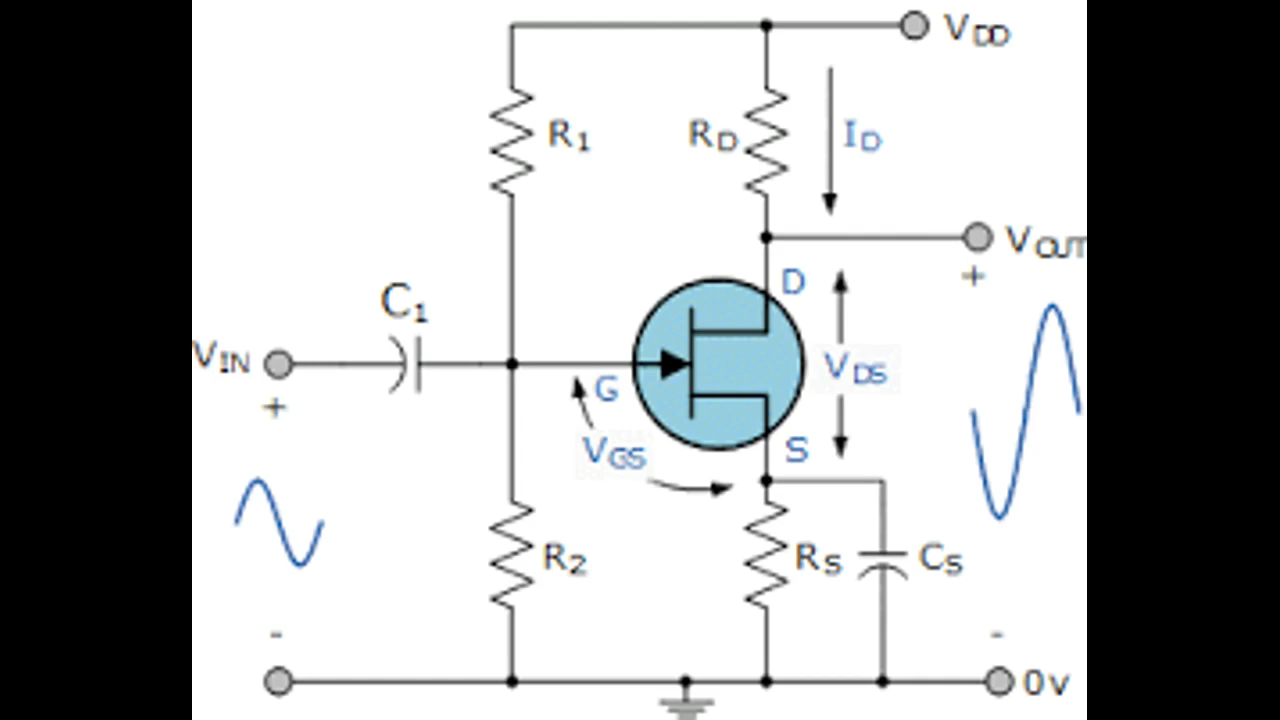 VDD
R1
RD
ID
VOUT
+
D
C1
VIN
VDS
G
+
VGS
S
R2
RS
CS
-
-
0v